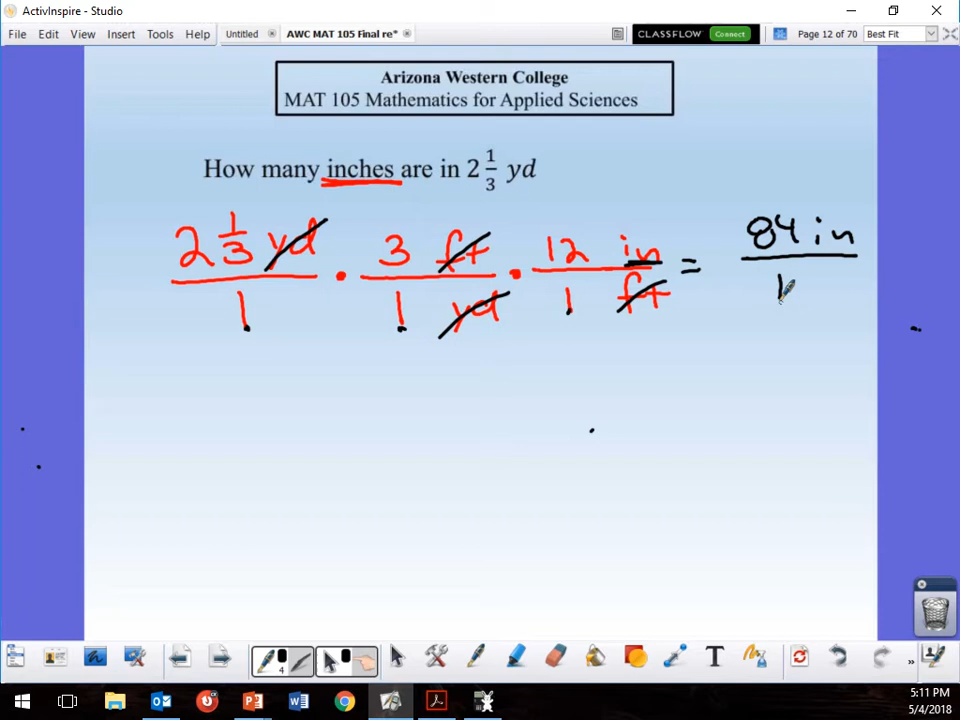 ActivInspire - Studio
File Edit View Insert Tools Help Untitled AWC MAT 105 Final re* CLASSFLOW Connect Page 12 of 70 Best Fit
Arizona Western College
MAT 105 Mathematics for Applied Sciences
How many inches are in 2 1/3 yd
2 1/3 yd / 1 · 3 ft / 1 yd · 12 in / 1 ft = 84 in / 1
4
T
»
5:11 PM
5/4/2018